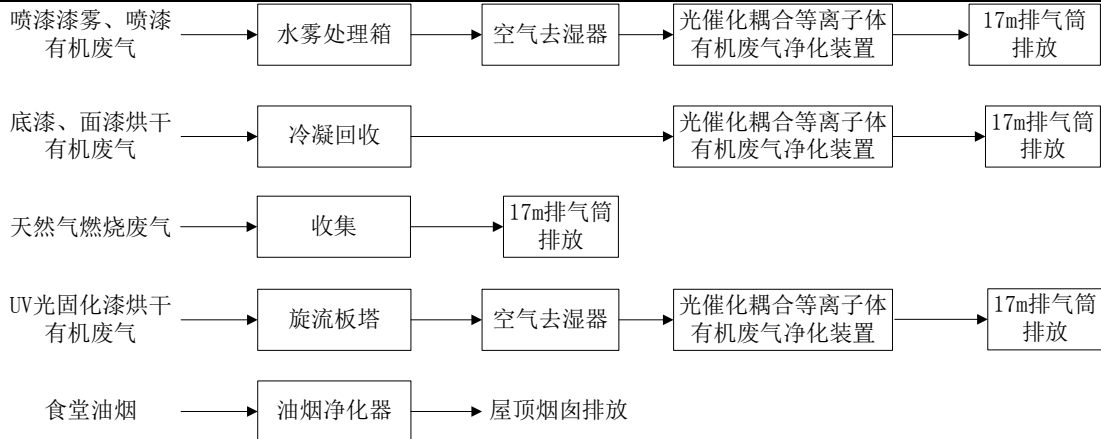 喷漆漆雾、喷漆
有机废气
水雾处理箱
空气去湿器
光催化耦合等离子体
有机废气净化装置
17m排气筒
排放
底漆、面漆烘干
有机废气
冷凝回收
光催化耦合等离子体
有机废气净化装置
17m排气筒
排放
天然气燃烧废气
收集
17m排气筒
排放
UV光固化漆烘干
有机废气
旋流板塔
空气去湿器
光催化耦合等离子体
有机废气净化装置
17m排气筒
排放
食堂油烟
油烟净化器
屋顶烟囱排放